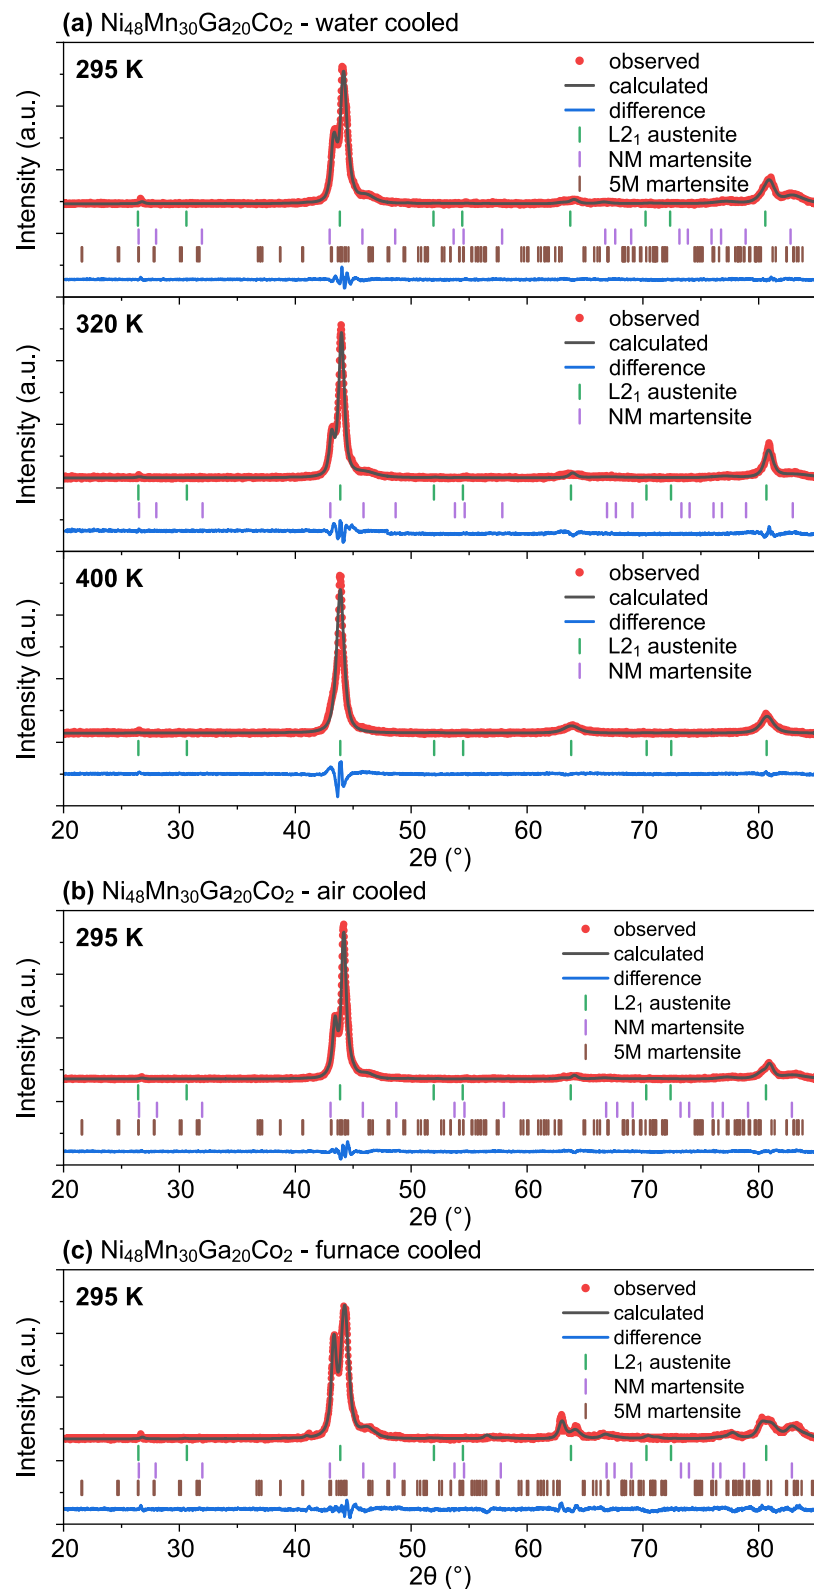 (a) Ni₄₈Mn₃₀Ga₂₀Co₂ - water cooled
295 K
observed
calculated
difference
L2₁ austenite
NM martensite
5M martensite
Intensity (a.u.)
320 K
observed
calculated
difference
L2₁ austenite
NM martensite
Intensity (a.u.)
400 K
observed
calculated
difference
L2₁ austenite
NM martensite
Intensity (a.u.)
20 30 40 50 60 70 80
2θ (°)
(b) Ni₄₈Mn₃₀Ga₂₀Co₂ - air cooled
295 K
observed
calculated
difference
L2₁ austenite
NM martensite
5M martensite
Intensity (a.u.)
20 30 40 50 60 70 80
2θ (°)
(c) Ni₄₈Mn₃₀Ga₂₀Co₂ - furnace cooled
295 K
observed
calculated
difference
L2₁ austenite
NM martensite
5M martensite
Intensity (a.u.)
20 30 40 50 60 70 80
2θ (°)